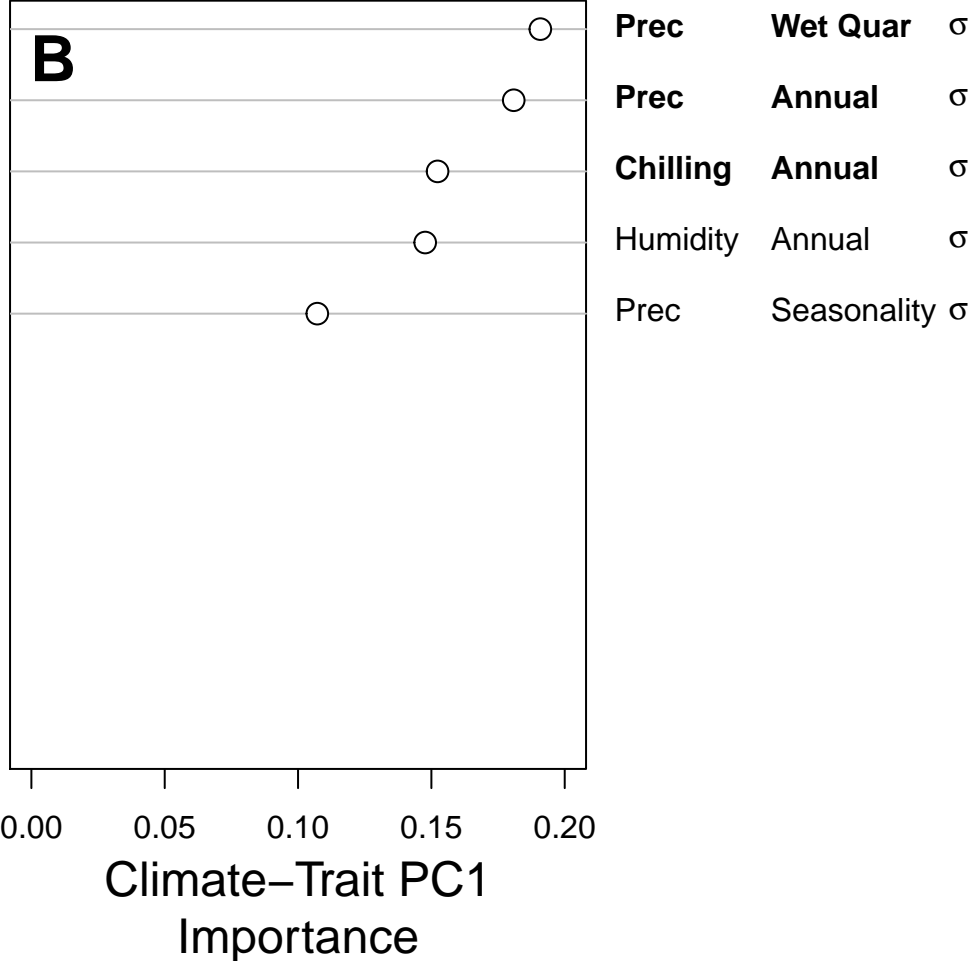 Prec Wet Quar σ
B
Prec Annual σ
Chilling Annual σ
Humidity Annual σ
Prec Seasonality σ
0.00 0.05 0.10 0.15 0.20
Climate−Trait PC1
Importance